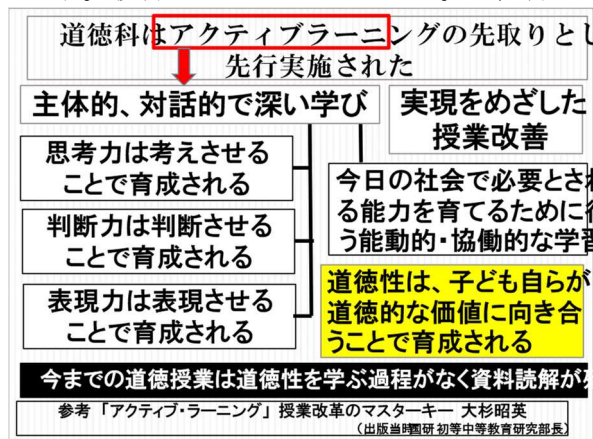 道徳科はアクティブラーニングの先取りとし
先行実施された
主体的、対話的で深い学び
実現をめざした
授業改善
思考力は考えさせる
ことで育成される
判断力は判断させる
ことで育成される
表現力は表現させる
ことで育成される
今日の社会で必要とされ
る能力を育てるために行
う能動的・協働的な学習
道徳性は、子ども自らが
道徳的な価値に向き合
うことで育成される
今までの道徳授業は道徳性を学ぶ過程がなく資料読解が
参考「アクティブ・ラーニング」授業改革のマスターキー 大杉昭英
(出版当時国研初等中等教育研究部長)